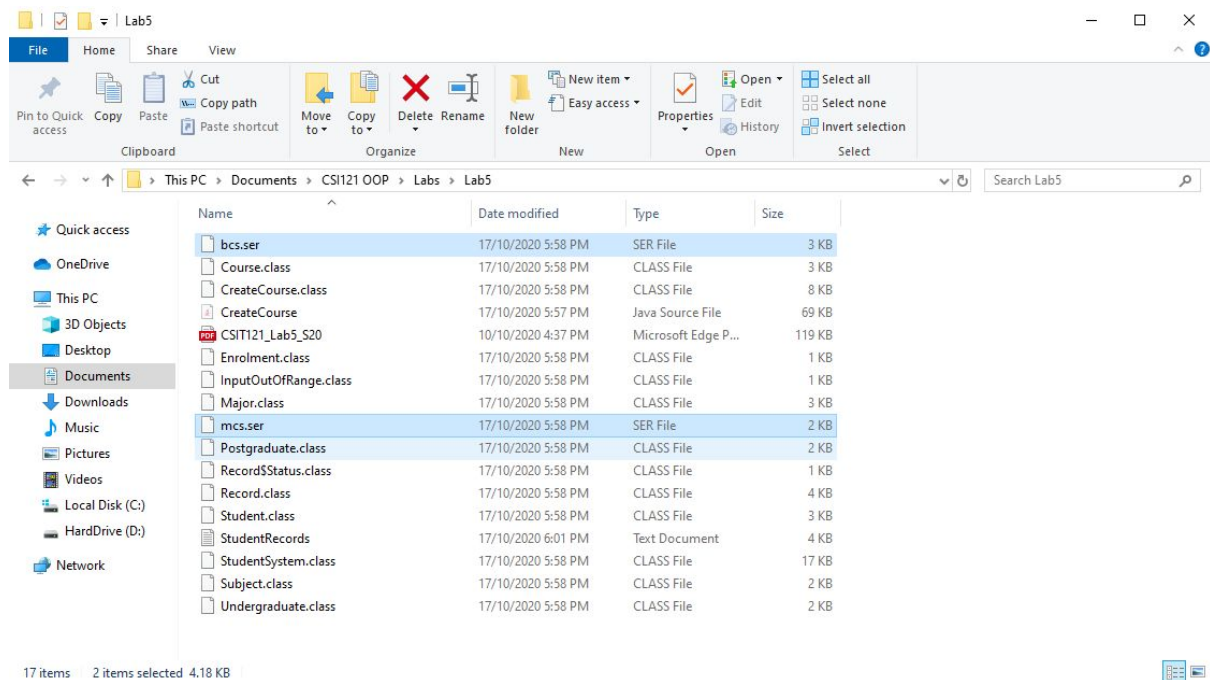 Lab5
File Home Share View
Pin to Quick access
Copy
Paste
Cut
Copy path
Paste shortcut
Move to
Copy to
Delete
Rename
New folder
New item
Easy access
Properties
Open
Edit
History
Select all
Select none
Invert selection
Clipboard Organize New Open Select
This PC > Documents > CSI121 OOP > Labs > Lab5
Search Lab5
Quick access
OneDrive
This PC
3D Objects
Desktop
Documents
Downloads
Music
Pictures
Videos
Local Disk (C:)
HardDrive (D:)
Network
Name Date modified Type Size
bcs.ser 17/10/2020 5:58 PM SER File 3 KB
Course.class 17/10/2020 5:58 PM CLASS File 3 KB
CreateCourse.class 17/10/2020 5:58 PM CLASS File 8 KB
CreateCourse 17/10/2020 5:57 PM Java Source File 69 KB
PDF CSIT121_Lab5_S20 10/10/2020 4:37 PM Microsoft Edge P... 119 KB
Enrolment.class 17/10/2020 5:58 PM CLASS File 1 KB
InputOutOfRange.class 17/10/2020 5:58 PM CLASS File 1 KB
Major.class 17/10/2020 5:58 PM CLASS File 3 KB
mcs.ser 17/10/2020 5:58 PM SER File 2 KB
Postgraduate.class 17/10/2020 5:58 PM CLASS File 2 KB
Record$Status.class 17/10/2020 5:58 PM CLASS File 1 KB
Record.class 17/10/2020 5:58 PM CLASS File 4 KB
Student.class 17/10/2020 5:58 PM CLASS File 3 KB
StudentRecords 17/10/2020 6:01 PM Text Document 4 KB
StudentSystem.class 17/10/2020 5:58 PM CLASS File 17 KB
Subject.class 17/10/2020 5:58 PM CLASS File 2 KB
Undergraduate.class 17/10/2020 5:58 PM CLASS File 2 KB
17 items 2 items selected 4.18 KB